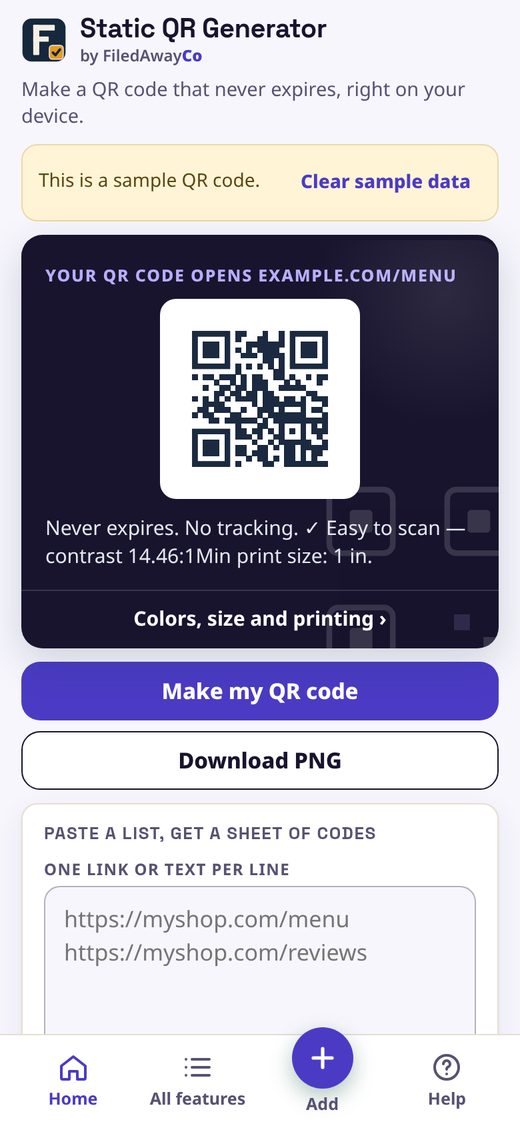 Static QR Generator
by FiledAwayCo
Make a QR code that never expires, right on your
device.
This is a sample QR code.
Clear sample data
YOUR QR CODE OPENS EXAMPLE.COM/MENU
Never expires. No tracking. ✓ Easy to scan —
contrast 14.46:1Min print size: 1 in.
Colors, size and printing ›
Make my QR code
Download PNG
PASTE A LIST, GET A SHEET OF CODES
ONE LINK OR TEXT PER LINE
https://myshop.com/menu
https://myshop.com/reviews
Home
All features
Add
Help